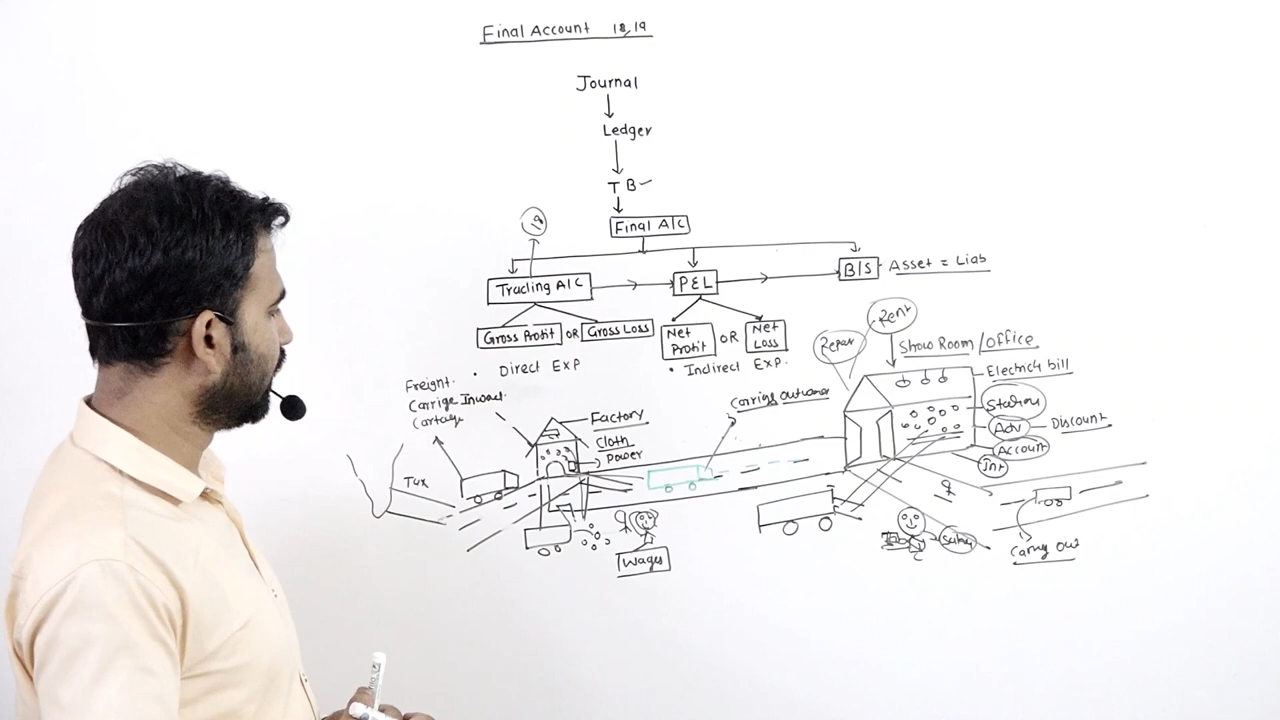 Final Account 18,19
Journal
Ledger
TB
Final A/C
19
Trading A/C
P&L
B/S
Asset = Liab
Gross Profit OR Gross Loss
Net Profit OR Net Loss
• Direct Exp
• Indirect Exp.
Repair
Rent
Show Room / office
Electricity bill
Freight.
Carrige Inward.
Cartage
Tax
Factory
Cloth
power
Wages
Carrige outward
Adv
Discount
Account
Int
Salary
Carry out